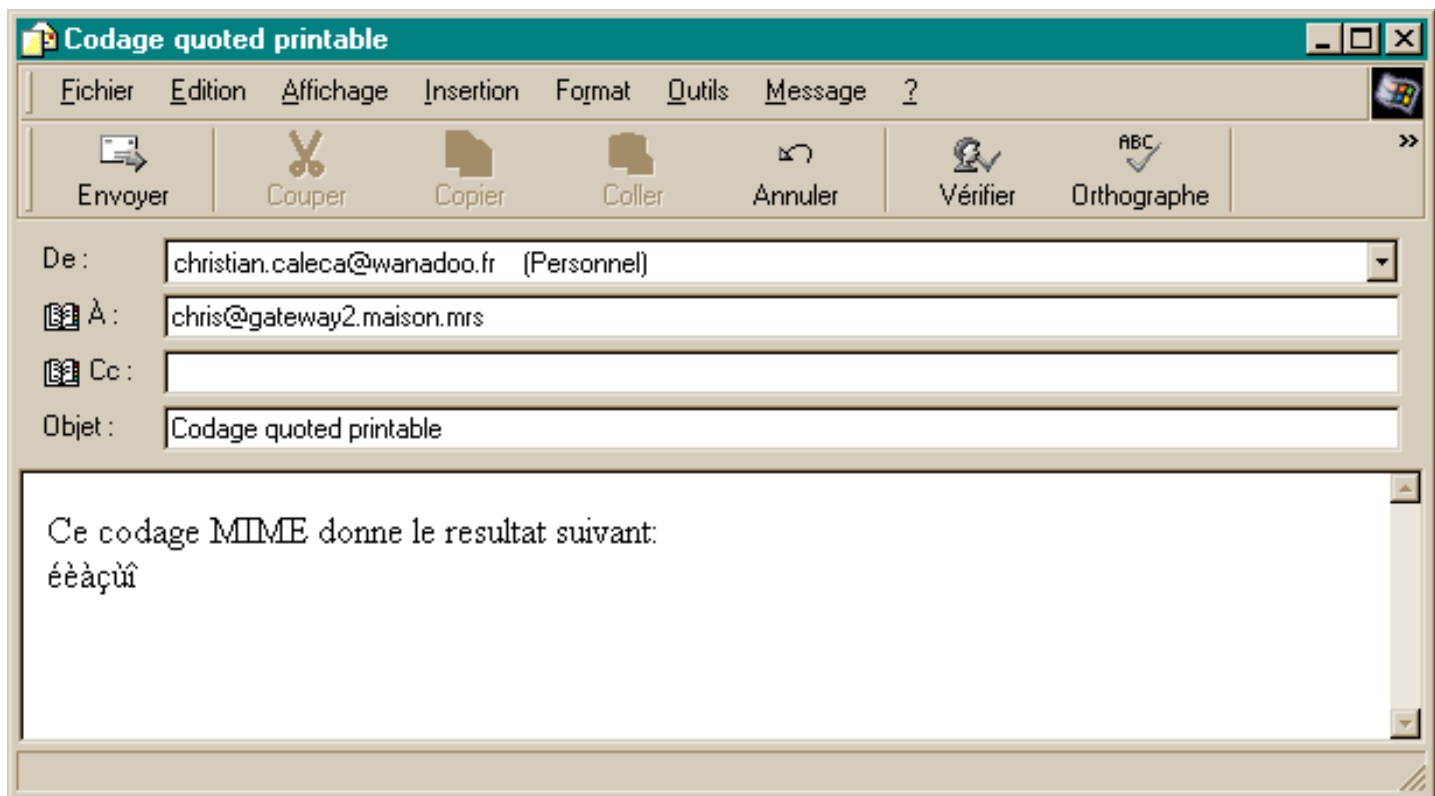 Codage quoted printable
Fichier Edition Affichage Insertion Format Outils Message ?
ABC »
Envoyer Couper Copier Coller Annuler Vérifier Orthographe
De : christian.caleca@wanadoo.fr (Personnel)
À : chris@gateway2.maison.mrs
Cc :
Objet : Codage quoted printable
Ce codage MIME donne le resultat suivant:
éèàçùî